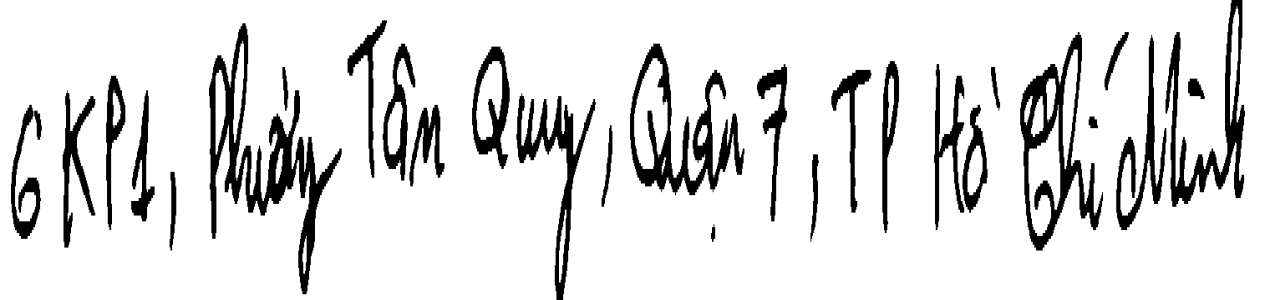 6 KP1, Phường Tân Quy, Quận 7, TP Hồ Chí Minh